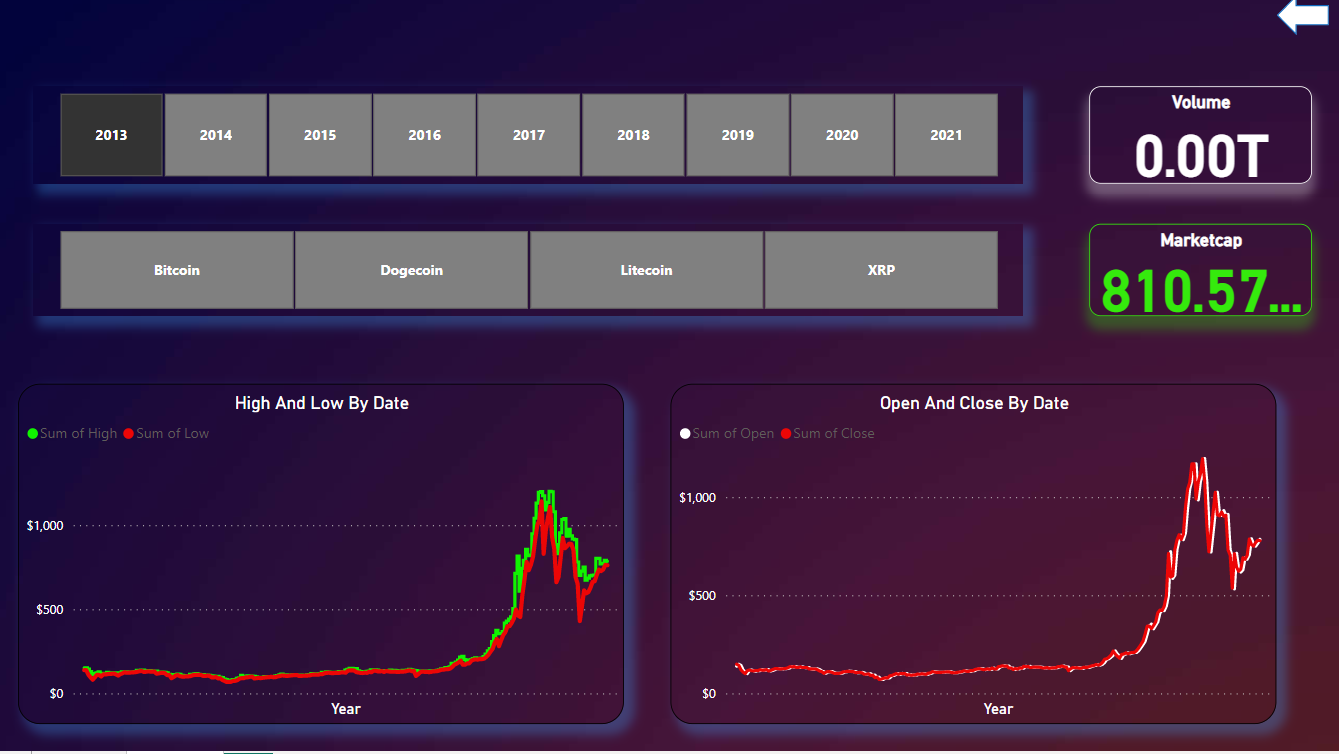 2013 2014 2015 2016 2017 2018 2019 2020 2021
Volume
0.00T
Bitcoin Dogecoin Litecoin XRP
Marketcap
810.57...
High And Low By Date
Sum of High Sum of Low
$1,000
$500
$0
Year
Open And Close By Date
Sum of Open Sum of Close
$1,000
$500
$0
Year